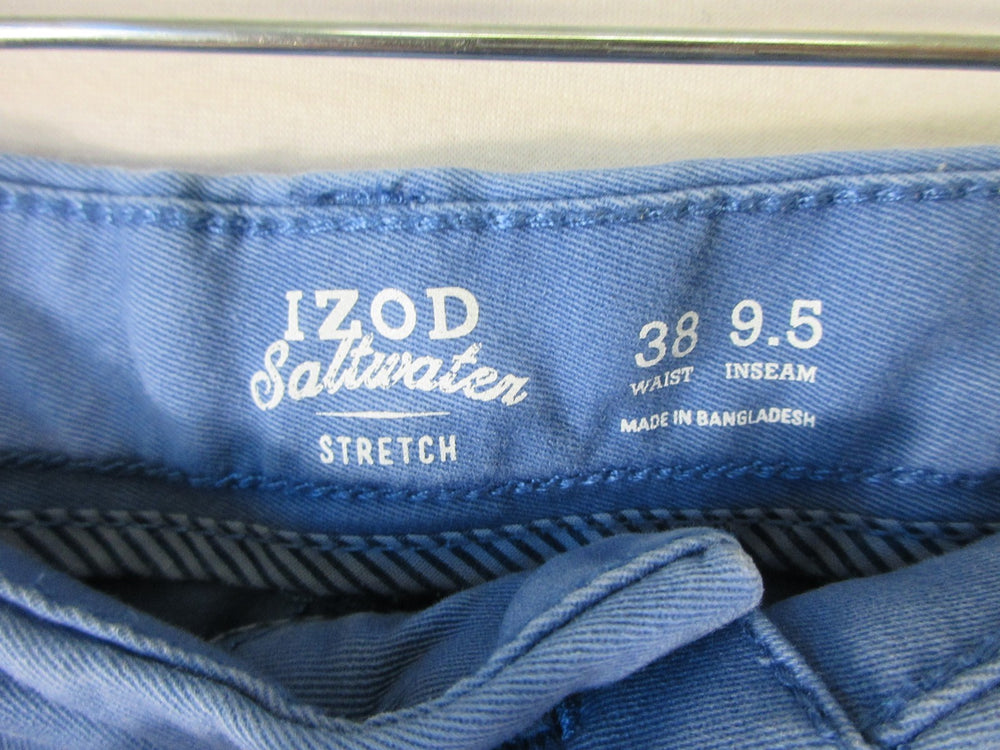 IZOD
Saltwater
STRETCH
38 9.5
WAIST INSEAM
MADE IN BANGLADESH